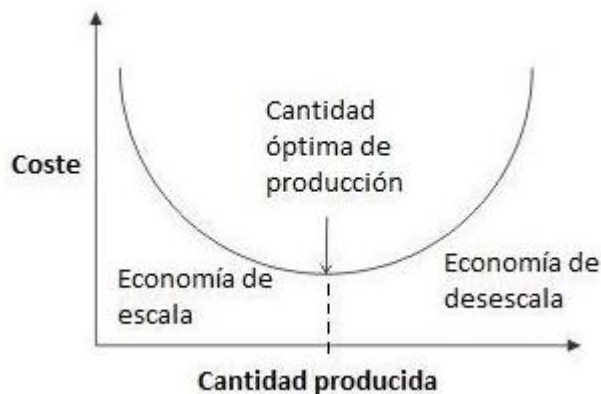 Cantidad
óptima de
producción
Coste
Economía de
escala
Economía de
desescala
Cantidad producida